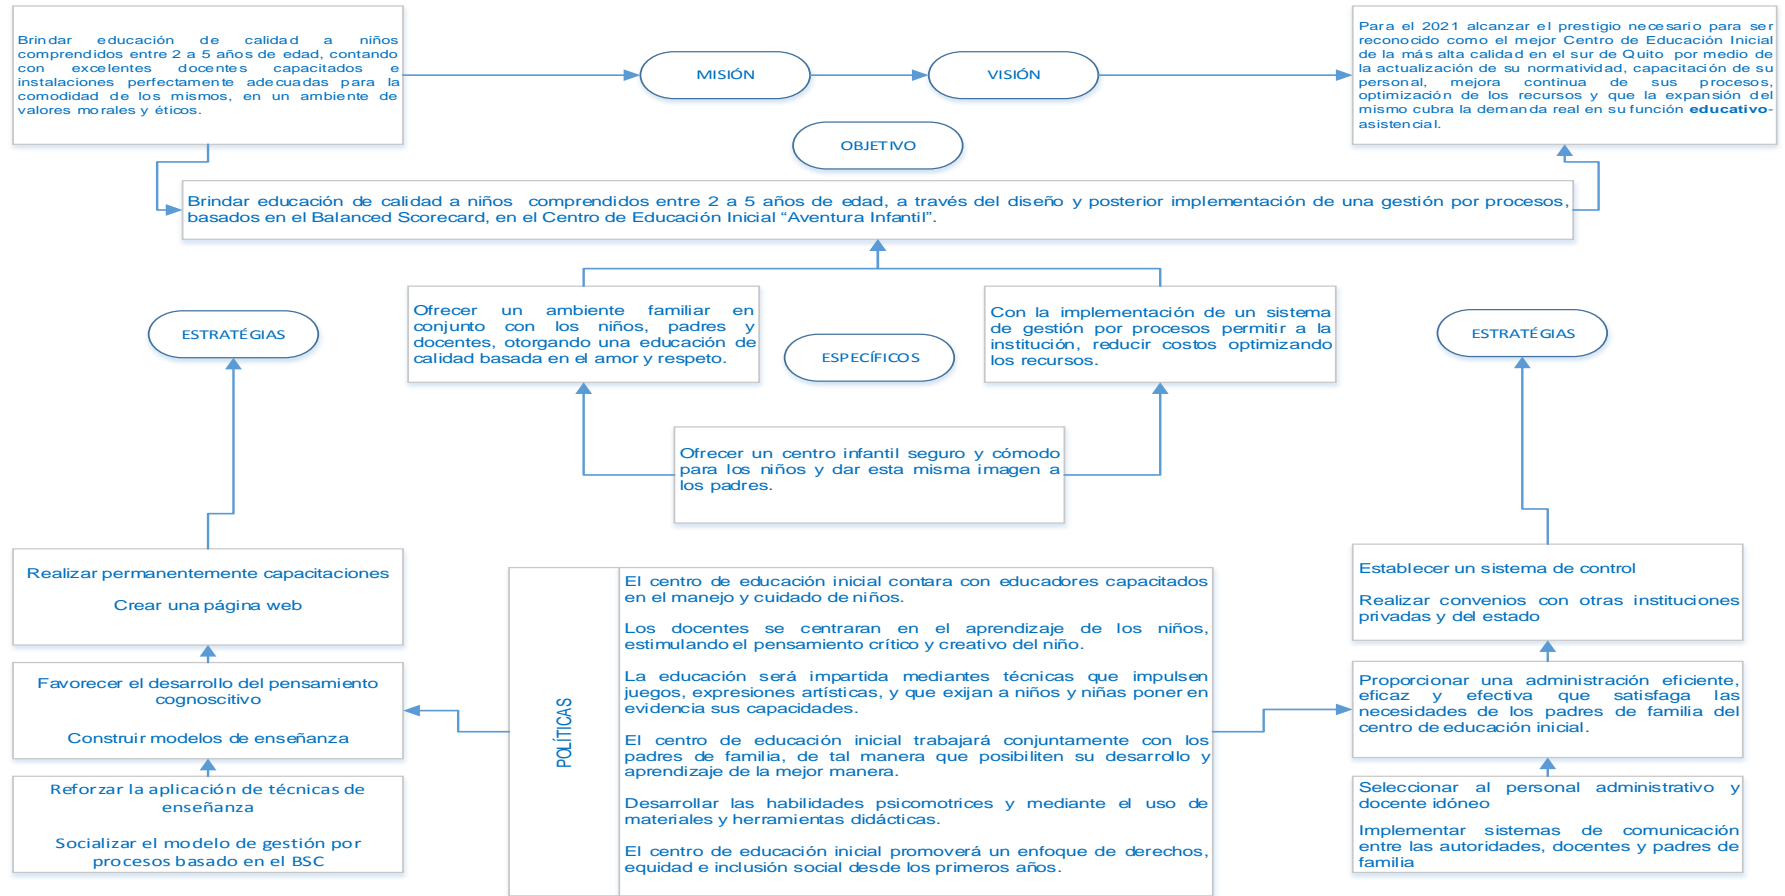 Brindar educación de calidad a niños
comprendidos entre 2 a 5 años de edad, contando
con excelentes docentes capacitados e
instalaciones perfectamente adecuadas para la
comodidad de los mismos, en un ambiente de
valores morales y éticos.
MISIÓN
VISIÓN
Para el 2021 alcanzar el prestigio necesario para ser
reconocido como el mejor Centro de Educación Inicial
de la más alta calidad en el sur de Quito por medio de
la actualización de su normatividad, capacitación de su
personal, mejora continua de sus procesos,
optimización de los recursos y que la expansión del
mismo cubra la demanda real en su función educativo-
asistencial.
OBJETIVO
Brindar educación de calidad a niños comprendidos entre 2 a 5 años de edad, a través del diseño y posterior implementación de una gestión por procesos,
basados en el Balanced Scorecard, en el Centro de Educación Inicial “Aventura Infantil”.
ESTRATÉGIAS
Ofrecer un ambiente familiar en
conjunto con los niños, padres y
docentes, otorgando una educación de
calidad basada en el amor y respeto.
ESPECÍFICOS
Con la implementación de un sistema
de gestión por procesos permitir a la
institución, reducir costos optimizando
los recursos.
ESTRATÉGIAS
Ofrecer un centro infantil seguro y cómodo
para los niños y dar esta misma imagen a
los padres.
Realizar permanentemente capacitaciones
Crear una página web
Favorecer el desarrollo del pensamiento
cognoscitivo
Construir modelos de enseñanza
Reforzar la aplicación de técnicas de
enseñanza
Socializar el modelo de gestión por
procesos basado en el BSC
POLÍTICAS
El centro de educación inicial contara con educadores capacitados
en el manejo y cuidado de niños.
Los docentes se centraran en el aprendizaje de los niños,
estimulando el pensamiento crítico y creativo del niño.
La educación será impartida mediantes técnicas que impulsen
juegos, expresiones artísticas, y que exijan a niños y niñas poner en
evidencia sus capacidades.
El centro de educación inicial trabajará conjuntamente con los
padres de familia, de tal manera que posibiliten su desarrollo y
aprendizaje de la mejor manera.
Desarrollar las habilidades psicomotrices y mediante el uso de
materiales y herramientas didácticas.
El centro de educación inicial promoverá un enfoque de derechos,
equidad e inclusión social desde los primeros años.
Establecer un sistema de control
Realizar convenios con otras instituciones
privadas y del estado
Proporcionar una administración eficiente,
eficaz y efectiva que satisfaga las
necesidades de los padres de familia del
centro de educación inicial.
Seleccionar al personal administrativo y
docente idóneo
Implementar sistemas de comunicación
entre las autoridades, docentes y padres de
familia